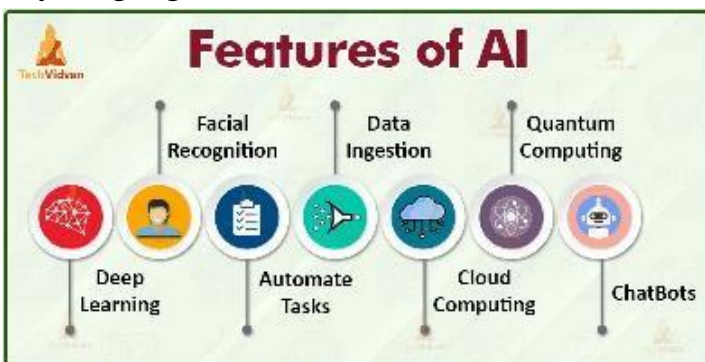 Features of AI
TechVidvan
Facial
Recognition
Data
Ingestion
Quantum
Computing
Deep
Learning
Automate
Tasks
Cloud
Computing
ChatBots